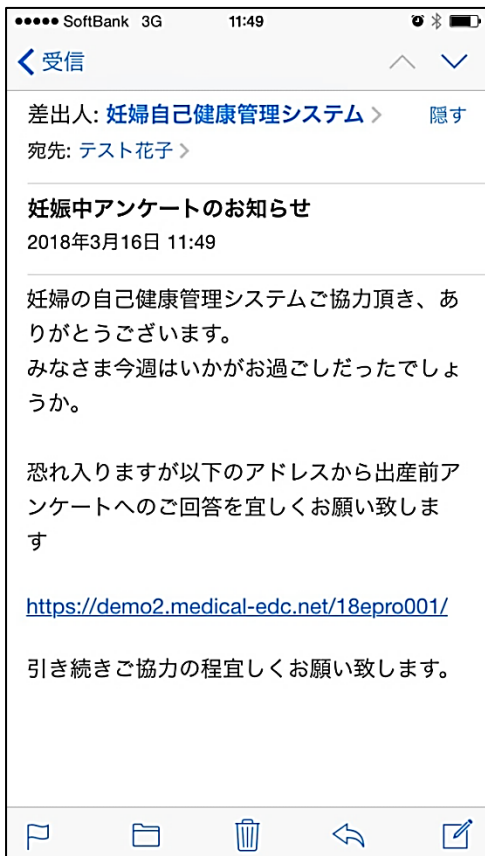 SoftBank 3G 11:49
受信
差出人: 妊婦自己健康管理システム 隠す
宛先: テスト花子
妊娠中アンケートのお知らせ
2018年3月16日 11:49
妊婦の自己健康管理システムご協力頂き、あ
りがとうございます。
みなさま今週はいかがお過ごしだったでしょ
うか。
恐れ入りますが以下のアドレスから出産前ア
ンケートへのご回答を宜しくお願い致しま
す
https://demo2.medical-edc.net/18epro001/
引き続きご協力の程宜しくお願い致します。